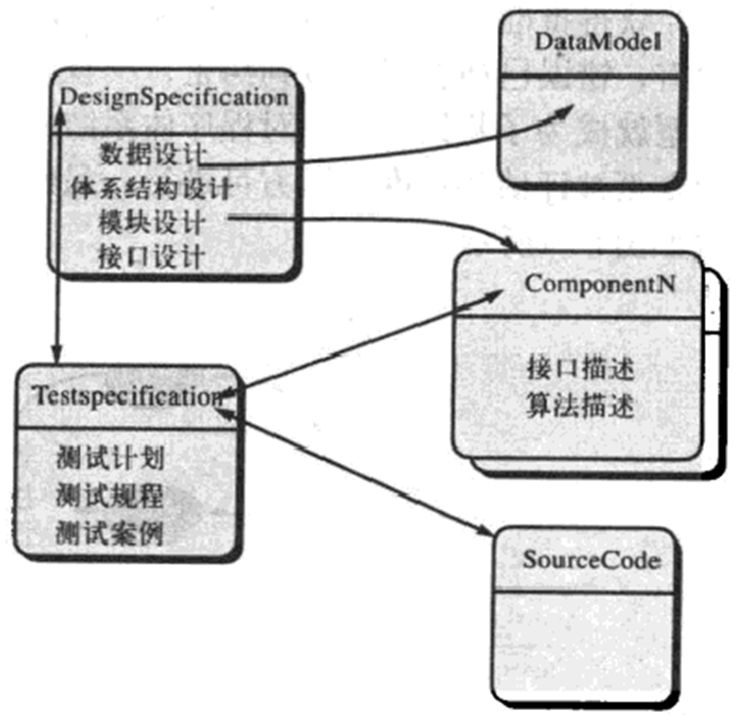 DataModel
DesignSpecification
数据设计
体系结构设计
模块设计
接口设计
ComponentN
接口描述
算法描述
Testspecification
测试计划
测试规程
测试案例
SourceCode